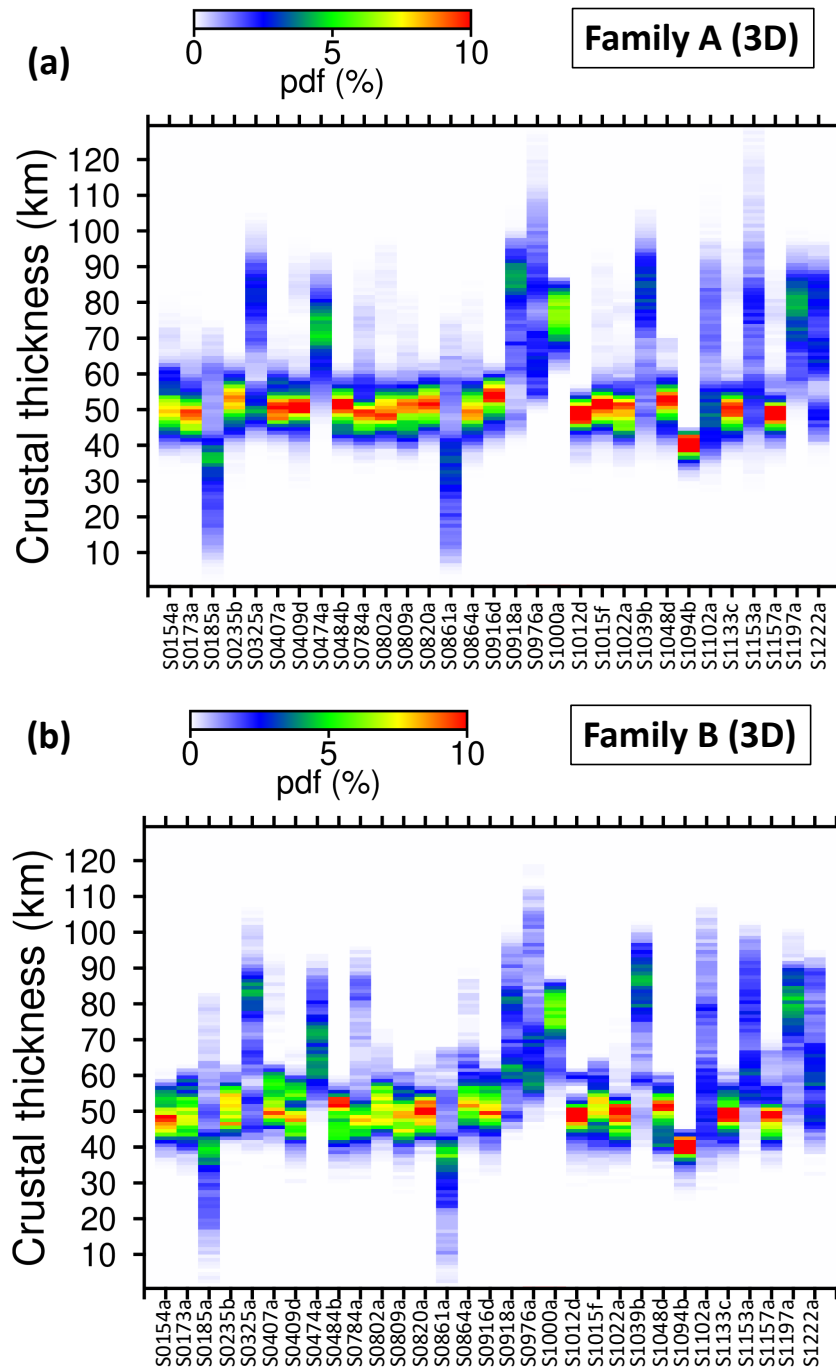 (a)
0 5 10
pdf (%)
Family A (3D)
Crustal thickness (km)
120
110
100
90
80
70
60
50
40
30
20
10
S0154a
S0173a
S0185a
S0235b
S0325a
S0407a
S0409d
S0474a
S0484b
S0784a
S0802a
S0809a
S0820a
S0861a
S0864a
S0916d
S0918a
S0976a
S1000a
S1012d
S1015f
S1022a
S1039b
S1048d
S1094b
S1102a
S1133c
S1153a
S1157a
S1197a
S1222a
(b)
0 5 10
pdf (%)
Family B (3D)
Crustal thickness (km)
120
110
100
90
80
70
60
50
40
30
20
10
S0154a
S0173a
S0185a
S0235b
S0325a
S0407a
S0409d
S0474a
S0484b
S0784a
S0802a
S0809a
S0820a
S0861a
S0864a
S0916d
S0918a
S0976a
S1000a
S1012d
S1015f
S1022a
S1039b
S1048d
S1094b
S1102a
S1133c
S1153a
S1157a
S1197a
S1222a